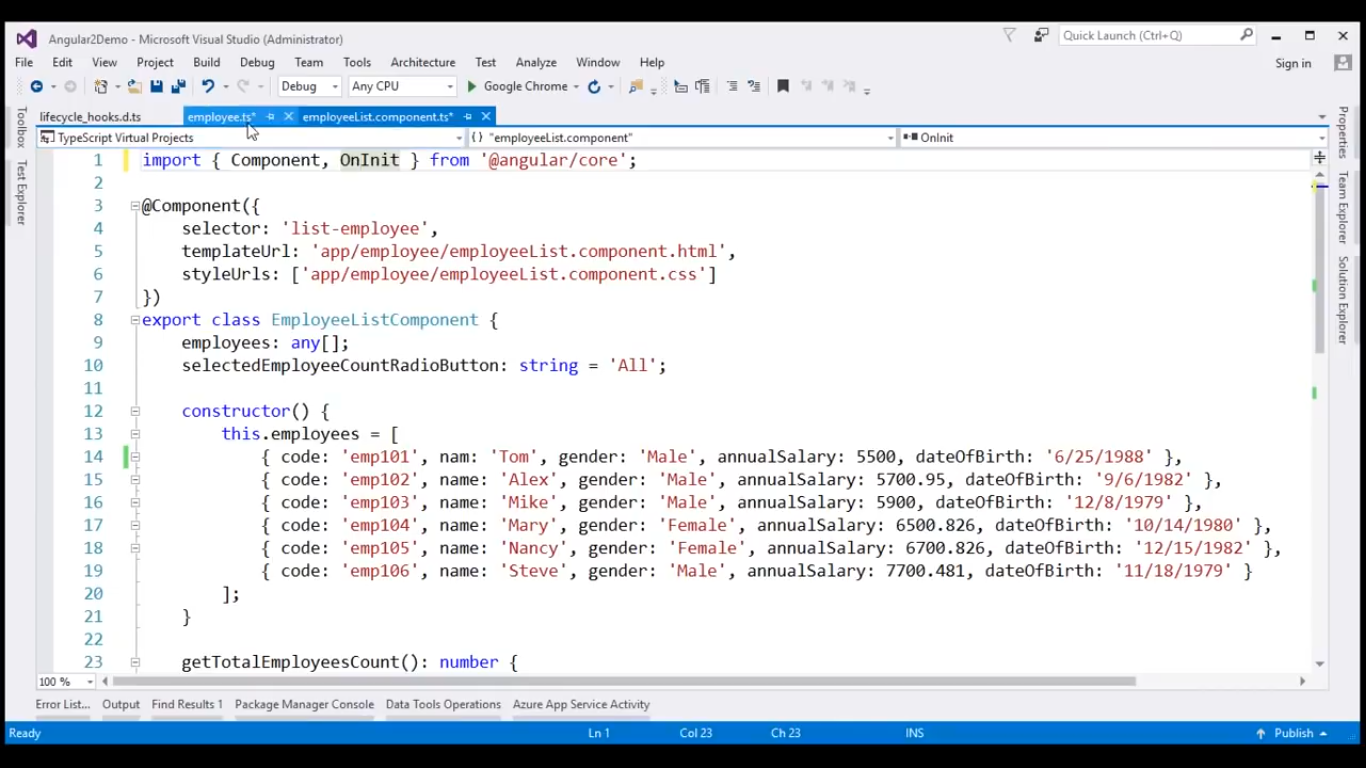 Angular2Demo - Microsoft Visual Studio (Administrator)
Quick Launch (Ctrl+Q)
File Edit View Project Build Debug Team Tools Architecture Test Analyze Window Help
Sign in
Debug Any CPU Google Chrome
lifecycle_hooks.d.ts employee.ts* employeeList.component.ts*
TypeScript Virtual Projects {} "employeeList.component" OnInit
Toolbox
Test Explorer
1 import { Component, OnInit } from '@angular/core';
2
3 @Component({
4 selector: 'list-employee',
5 templateUrl: 'app/employee/employeeList.component.html',
6 styleUrls: ['app/employee/employeeList.component.css']
7 })
8 export class EmployeeListComponent {
9 employees: any[];
10 selectedEmployeeCountRadioButton: string = 'All';
11
12 constructor() {
13 this.employees = [
14 { code: 'emp101', nam: 'Tom', gender: 'Male', annualSalary: 5500, dateOfBirth: '6/25/1988' },
15 { code: 'emp102', name: 'Alex', gender: 'Male', annualSalary: 5700.95, dateOfBirth: '9/6/1982' },
16 { code: 'emp103', name: 'Mike', gender: 'Male', annualSalary: 5900, dateOfBirth: '12/8/1979' },
17 { code: 'emp104', name: 'Mary', gender: 'Female', annualSalary: 6500.826, dateOfBirth: '10/14/1980' },
18 { code: 'emp105', name: 'Nancy', gender: 'Female', annualSalary: 6700.826, dateOfBirth: '12/15/1982' },
19 { code: 'emp106', name: 'Steve', gender: 'Male', annualSalary: 7700.481, dateOfBirth: '11/18/1979' }
20 ];
21 }
22
23 getTotalEmployeesCount(): number {
Properties
Team Explorer
Solution Explorer
100 %
Error List... Output Find Results 1 Package Manager Console Data Tools Operations Azure App Service Activity
Ready Ln 1 Col 23 Ch 23 INS Publish